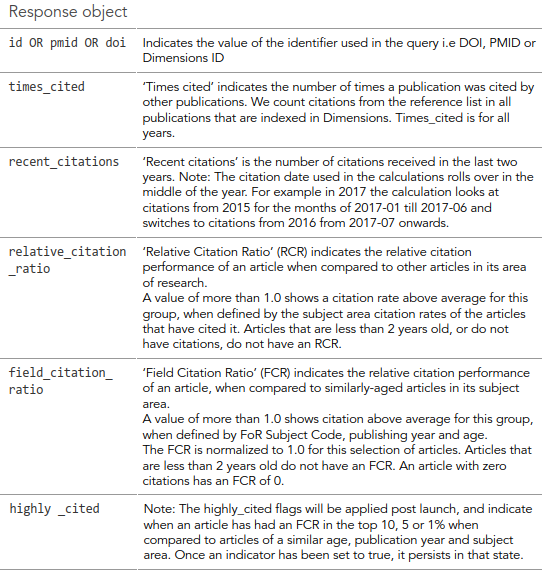 Response object
id OR pmid OR doi
Indicates the value of the identifier used in the query i.e DOI, PMID or
Dimensions ID
times_cited
‘Times cited’ indicates the number of times a publication was cited by
other publications. We count citations from the reference list in all
publications that are indexed in Dimensions. Times_cited is for all
years.
recent_citations
‘Recent citations’ is the number of citations received in the last two
years. Note: The citation date used in the calculations rolls over in the
middle of the year. For example in 2017 the calculation looks at
citations from 2015 for the months of 2017-01 till 2017-06 and
switches to citations from 2016 from 2017-07 onwards.
relative_citation
_ratio
‘Relative Citation Ratio’ (RCR) indicates the relative citation
performance of an article when compared to other articles in its area
of research.
A value of more than 1.0 shows a citation rate above average for this
group, when defined by the subject area citation rates of the articles
that have cited it. Articles that are less than 2 years old, or do not
have citations, do not have an RCR.
field_citation_
ratio
‘Field Citation Ratio’ (FCR) indicates the relative citation performance
of an article, when compared to similarly-aged articles in its subject
area.
A value of more than 1.0 shows citation above average for this group,
when defined by FoR Subject Code, publishing year and age.
The FCR is normalized to 1.0 for this selection of articles. Articles that
are less than 2 years old do not have an FCR. An article with zero
citations has an FCR of 0.
highly _cited
Note: The highly_cited flags will be applied post launch, and indicate
when an article has had an FCR in the top 10, 5 or 1% when
compared to articles of a similar age, publication year and subject
area. Once an indicator has been set to true, it persists in that state.